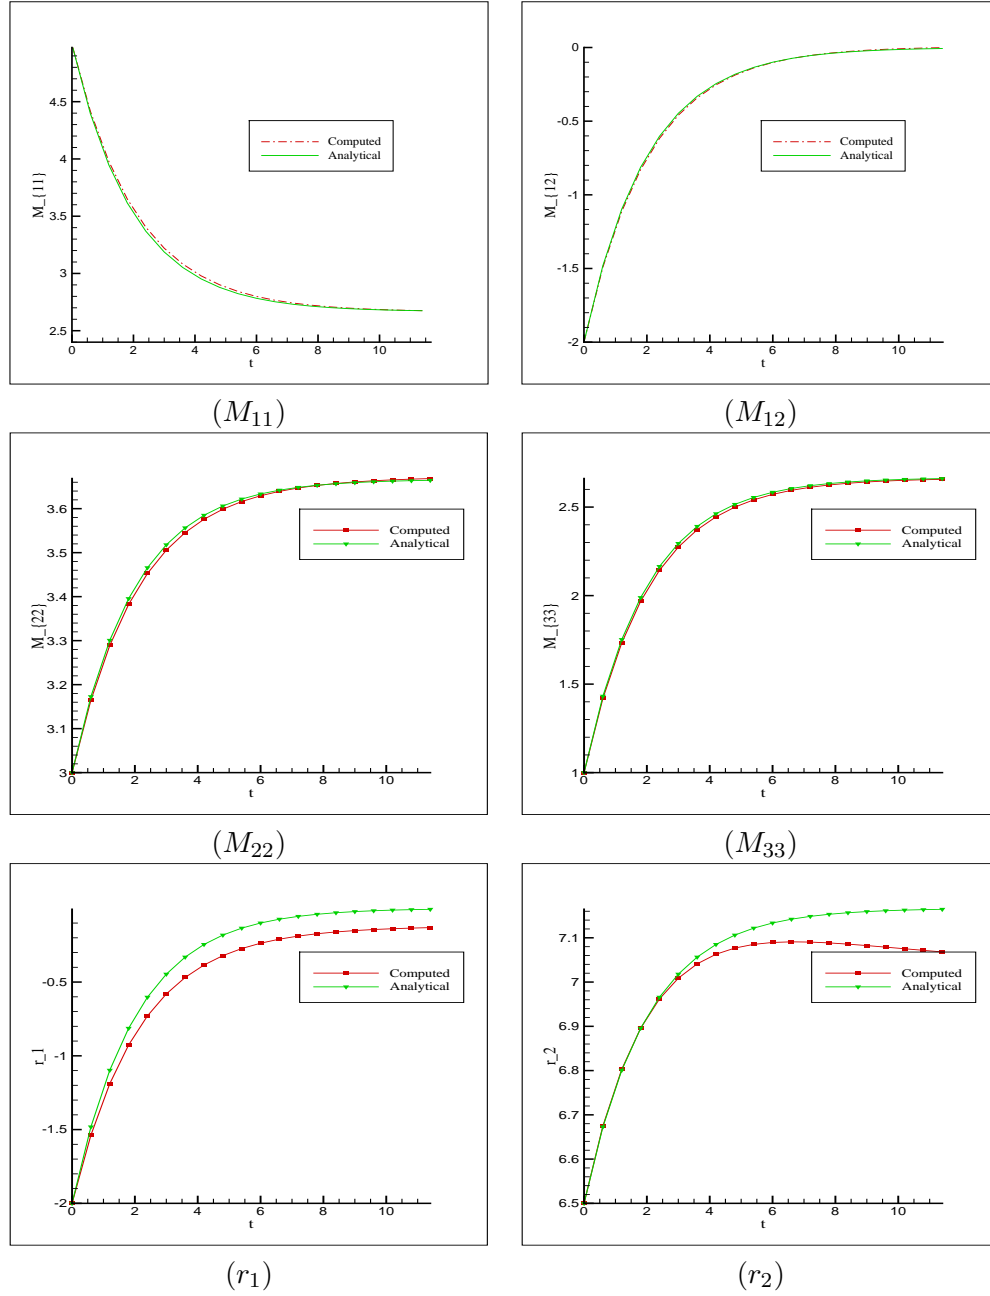 4.5
4
3.5
3
2.5
M_{11}
Computed
Analytical
0 2 4 6 8 10
t
(M11)
0
-0.5
-1
-1.5
-2
M_{12}
Computed
Analytical
0 2 4 6 8 10
t
(M12)
3.6
3.5
3.4
3.3
3.2
3.1
3
M_{22}
Computed
Analytical
0 2 4 6 8 10
t
(M22)
2.5
2
1.5
1
M_{33}
Computed
Analytical
0 2 4 6 8 10
t
(M33)
-0.5
-1
-1.5
-2
r_1
Computed
Analytical
0 2 4 6 8 10
t
(r1)
7.1
7
6.9
6.8
6.7
6.6
6.5
r_2
Computed
Analytical
0 2 4 6 8 10
t
(r2)